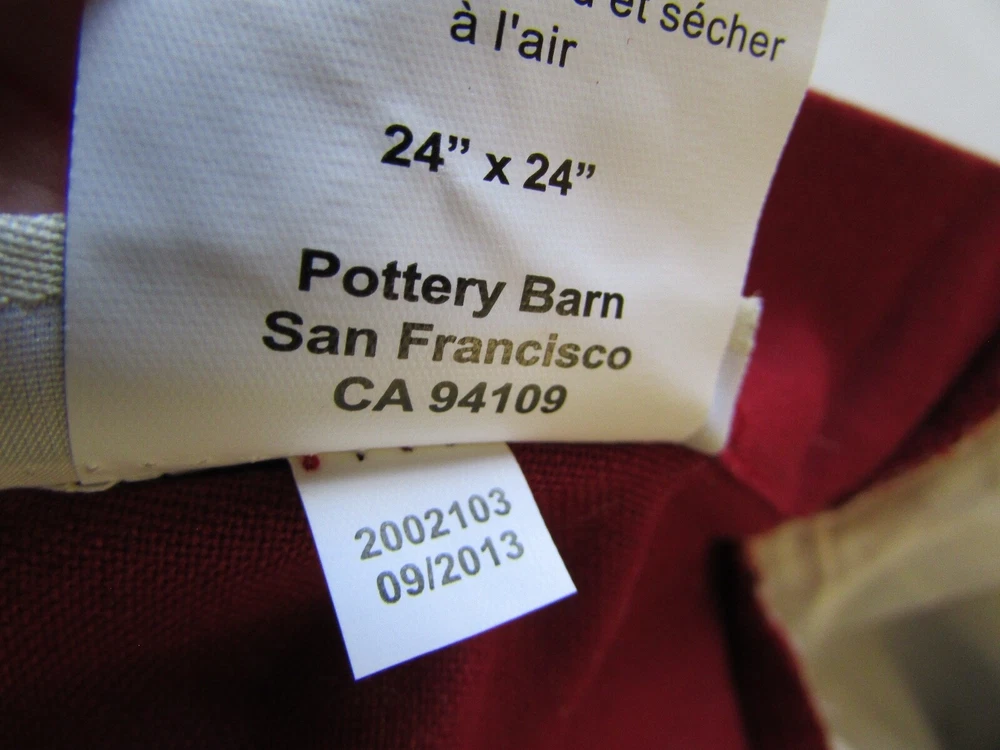 et sécher
à l'air
24” x 24”
Pottery Barn
San Francisco
CA 94109
2002103
09/2013